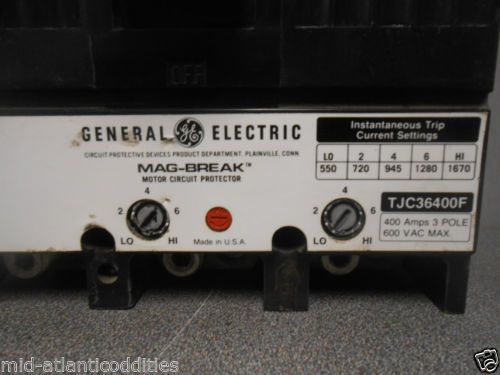 OFF
GENERAL GE ELECTRIC
CIRCUIT PROTECTIVE DEVICES PRODUCT DEPARTMENT, PLAINVILLE, CONN.
MAG-BREAK™
MOTOR CIRCUIT PROTECTOR
Instantaneous Trip
Current Settings
LO 2 4 6 HI
550 720 945 1280 1670
TJC36400F
400 Amps 3 POLE
600 VAC MAX.
4
2 6
LO HI
Made in U.S.A.
4
2 6
LO HI
mid-atlanticoddities